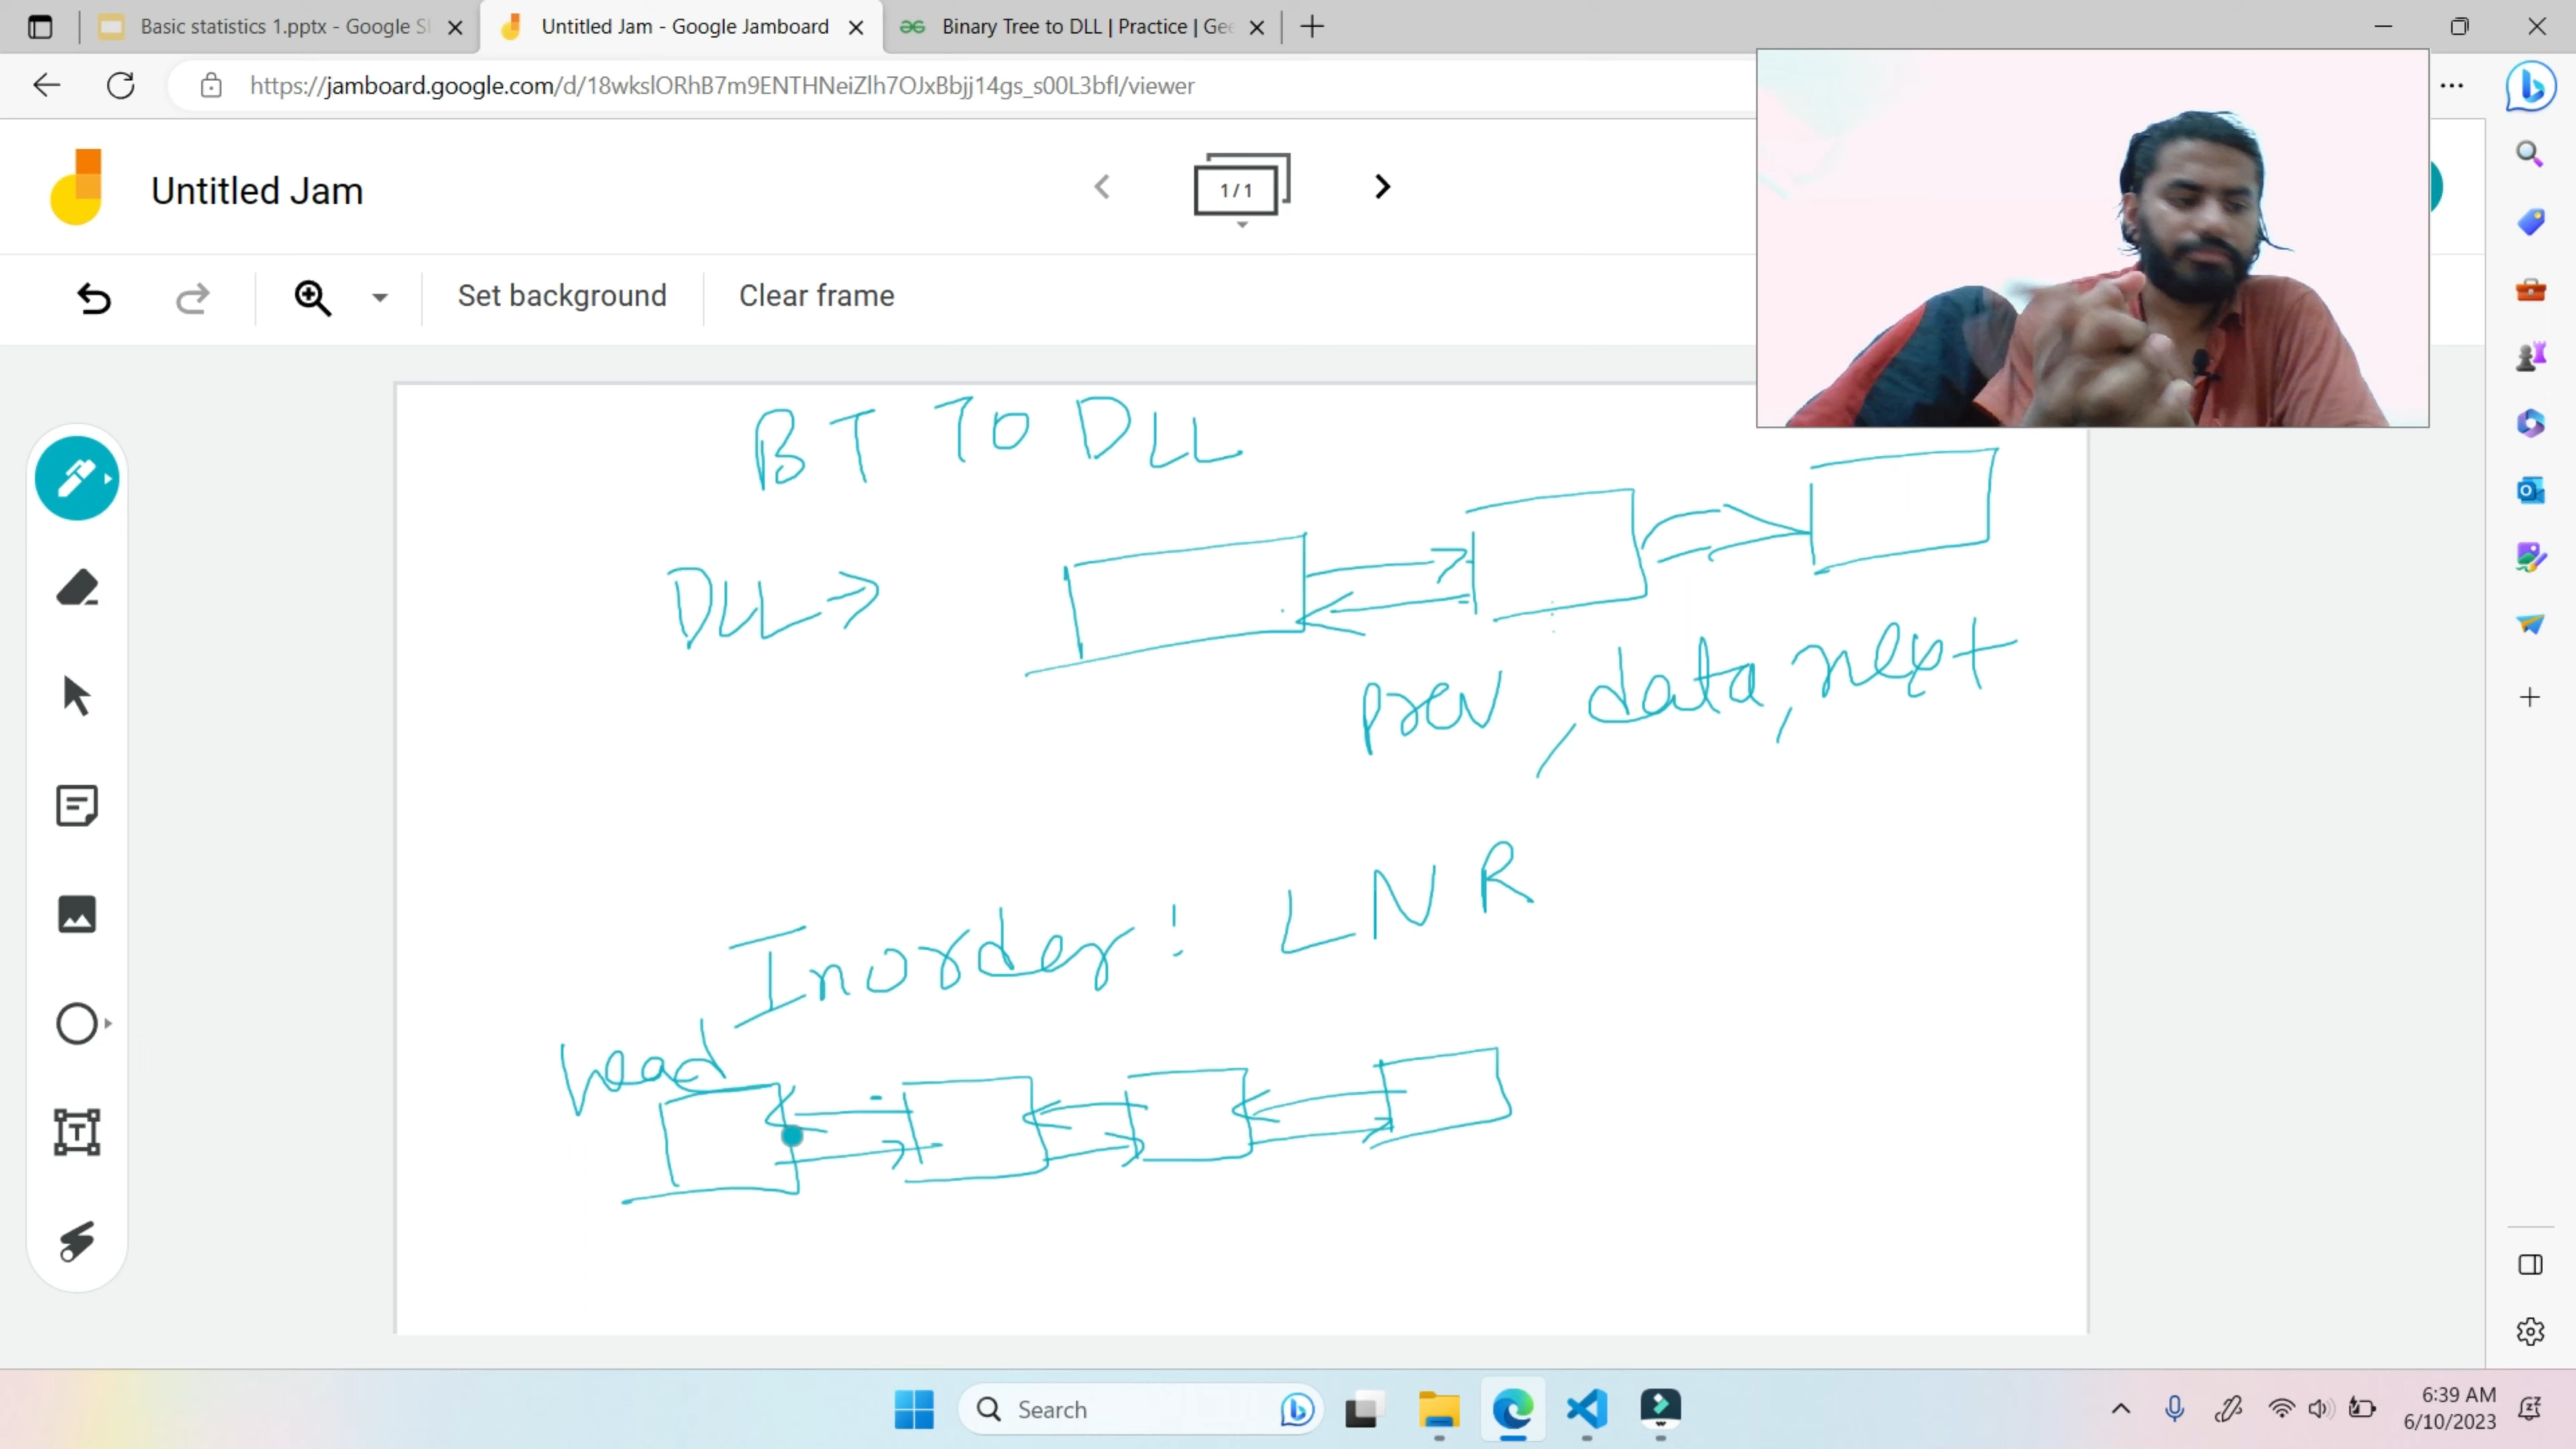 Basic statistics 1.pptx - Google Sl
Untitled Jam - Google Jamboard
Binary Tree to DLL | Practice | Gee
https://jamboard.google.com/d/18wkslORhB7m9ENTHNeiZlh7OJxBbjj14gs_s00L3bfI/viewer
Untitled Jam
1 / 1
Set background
Clear frame
BT TO DLL
DLL →
prev, data, next
Inorder: LNR
head
Search
6:39 AM
6/10/2023